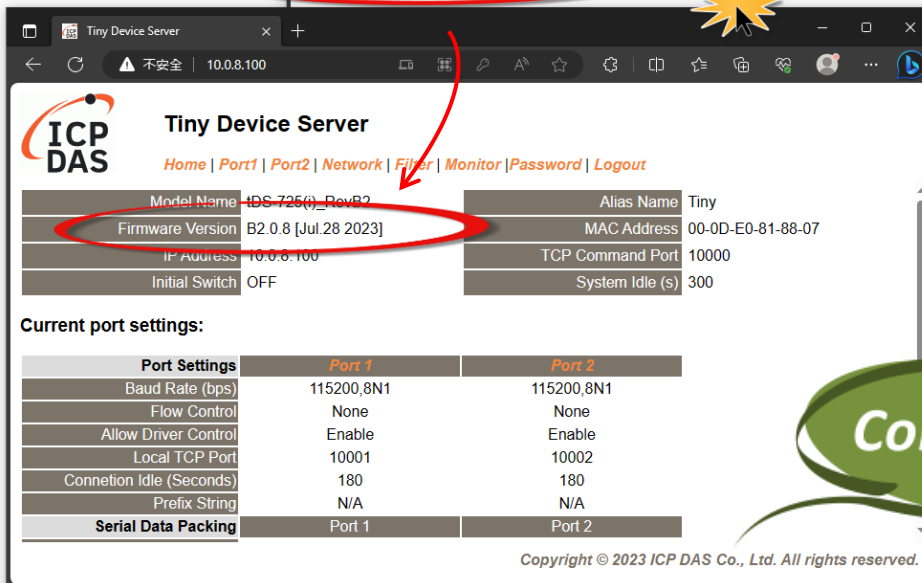 Tiny Device Server
不安全 10.0.8.100
ICP DAS
Tiny Device Server
Home | Port1 | Port2 | Network | Filter | Monitor |Password | Logout
Model Name tDS-725(i)_RevB2 Alias Name Tiny
Firmware Version B2.0.8 [Jul.28 2023] MAC Address 00-0D-E0-81-88-07
IP Address 10.0.8.100 TCP Command Port 10000
Initial Switch OFF System Idle (s) 300
Current port settings:
Port Settings Port 1 Port 2
Baud Rate (bps) 115200,8N1 115200,8N1
Flow Control None None
Allow Driver Control Enable Enable
Local TCP Port 10001 10002
Connetion Idle (Seconds) 180 180
Prefix String N/A N/A
Serial Data Packing Port 1 Port 2
Copyright © 2023 ICP DAS Co., Ltd. All rights reserved.